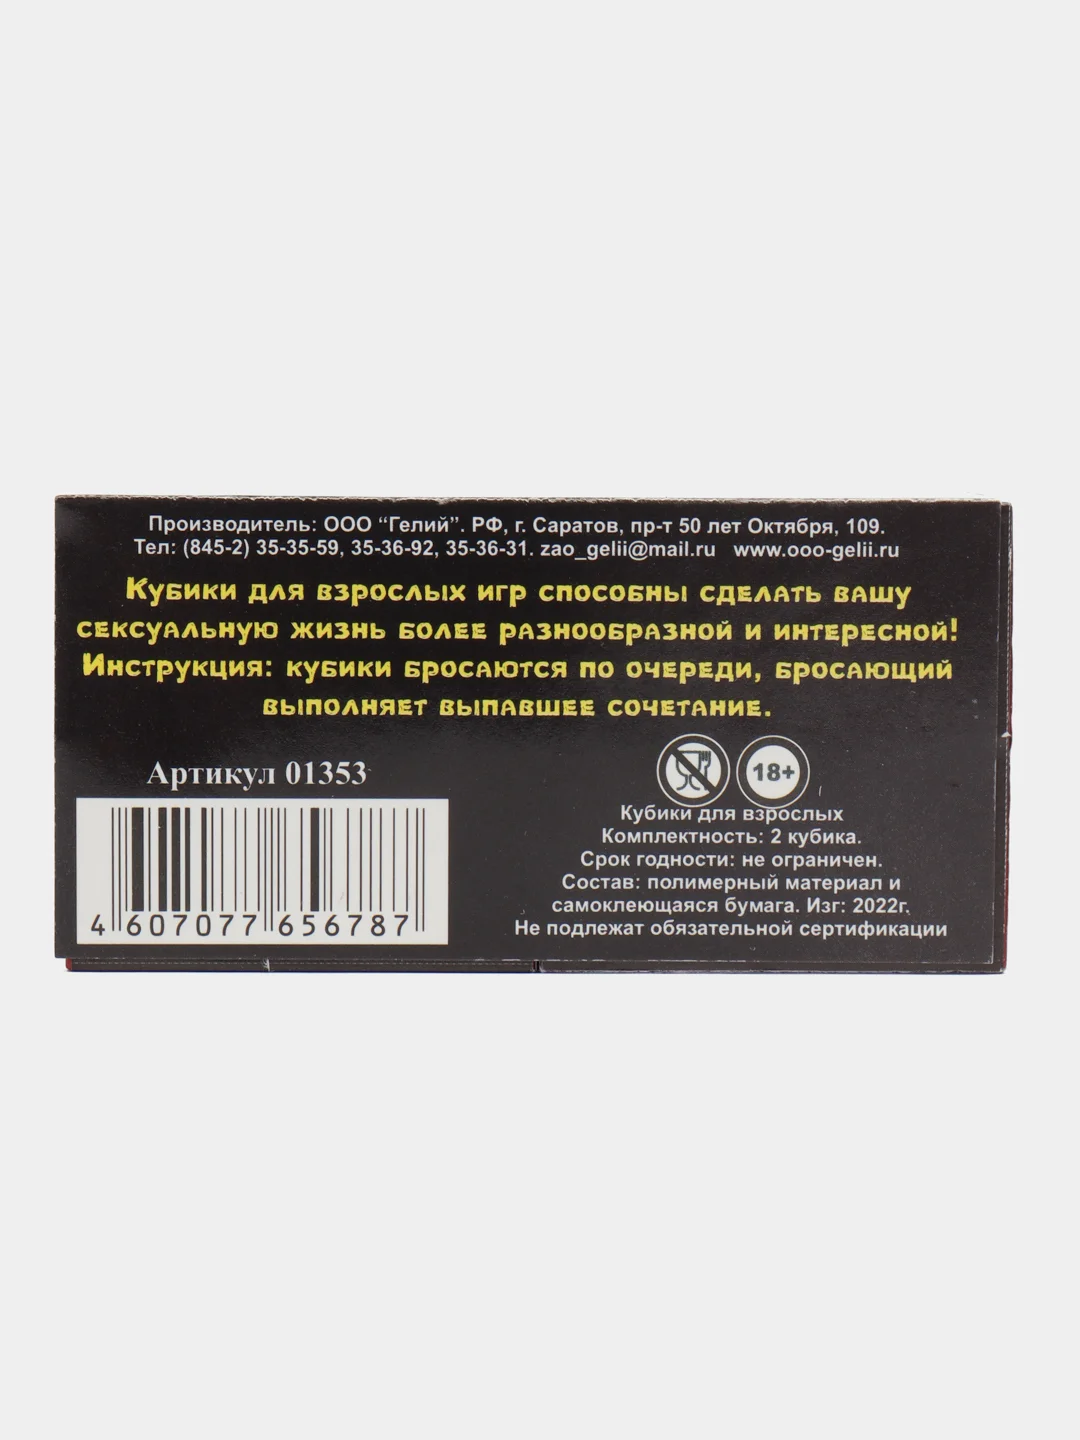 Производитель: ООО “Гелий”. РФ, г. Саратов, пр-т 50 лет Октября, 109.
Тел: (845-2) 35-35-59, 35-36-92, 35-36-31. zao_gelii@mail.ru www.ooo-gelii.ru
Кубики для взрослых игр способны сделать вашу
сексуальную жизнь более разнообразной и интересной!
Инструкция: кубики бросаются по очереди, бросающий
выполняет выпавшее сочетание.
Артикул 01353
4 607077 656787
18+
Кубики для взрослых
Комплектность: 2 кубика.
Срок годности: не ограничен.
Состав: полимерный материал и
самоклеющаяся бумага. Изг: 2022г.
Не подлежат обязательной сертификации